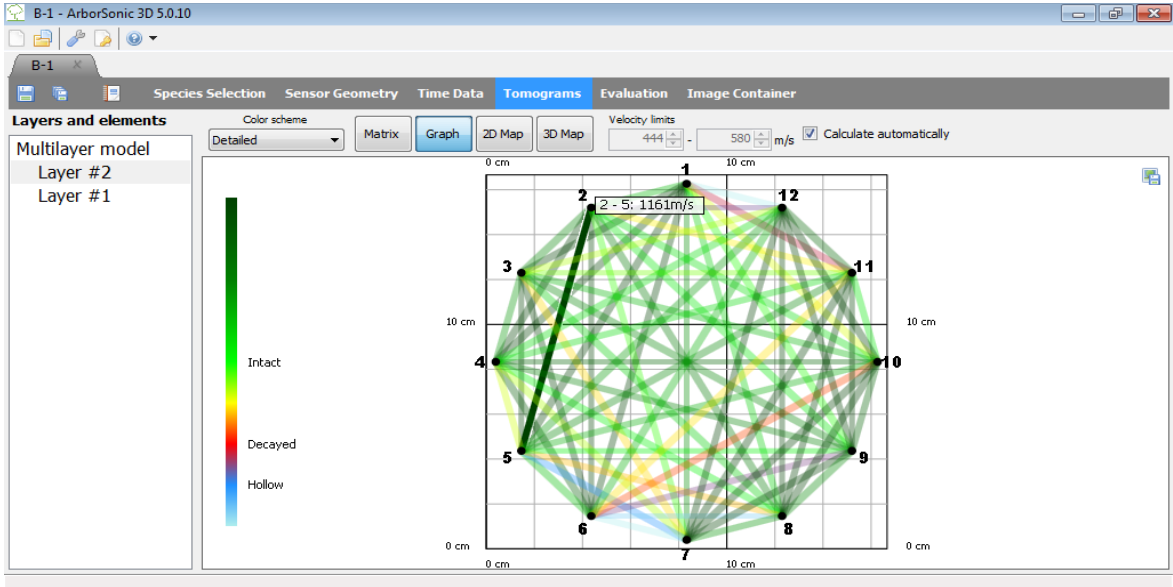 B-1 - ArborSonic 3D 5.0.10
B-1
Species Selection Sensor Geometry Time Data Tomograms Evaluation Image Container
Layers and elements
Multilayer model
Layer #2
Layer #1
Color scheme
Detailed
Matrix
Graph
2D Map
3D Map
Velocity limits
444 - 580 m/s
Calculate automatically
0 cm 10 cm
1
2
2 - 5: 1161m/s
12
3
11
10 cm
10 cm
4
10
Intact
Decayed
Hollow
5
9
6
8
7
0 cm
0 cm
0 cm 10 cm